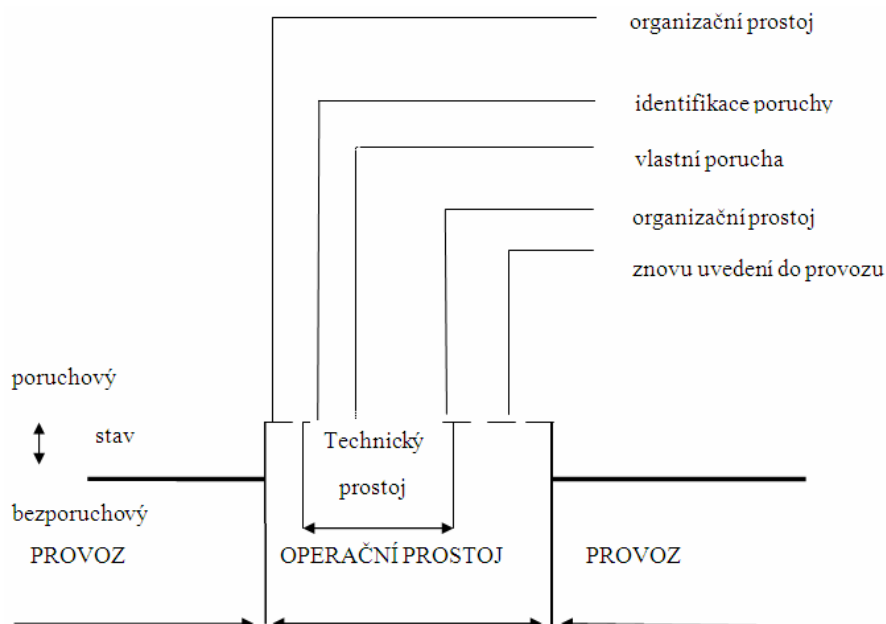 organizační prostoj
identifikace poruchy
vlastní porucha
organizační prostoj
znovu uvedení do provozu
poruchový
stav
Technický
prostoj
bezporuchový
PROVOZ OPERAČNÍ PROSTOJ PROVOZ